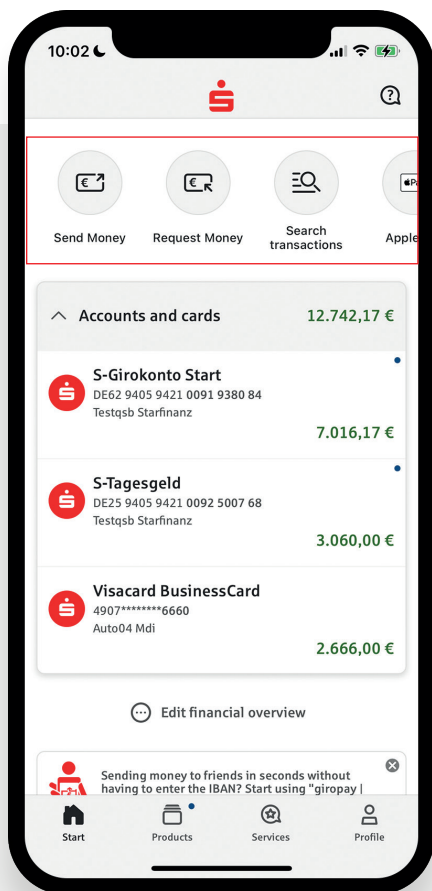 10:02
Send Money
Request Money
Search
transactions
Apple
Accounts and cards 12.742,17 €
S-Girokonto Start
DE62 9405 9421 0091 9380 84
Testqsb Starfinanz
7.016,17 €
S-Tagesgeld
DE25 9405 9421 0092 5007 68
Testqsb Starfinanz
3.060,00 €
Visacard BusinessCard
4907********6660
Auto04 Mdi
2.666,00 €
Edit financial overview
Sending money to friends in seconds without
having to enter the IBAN? Start using "giropay |
Start Products Services Profile